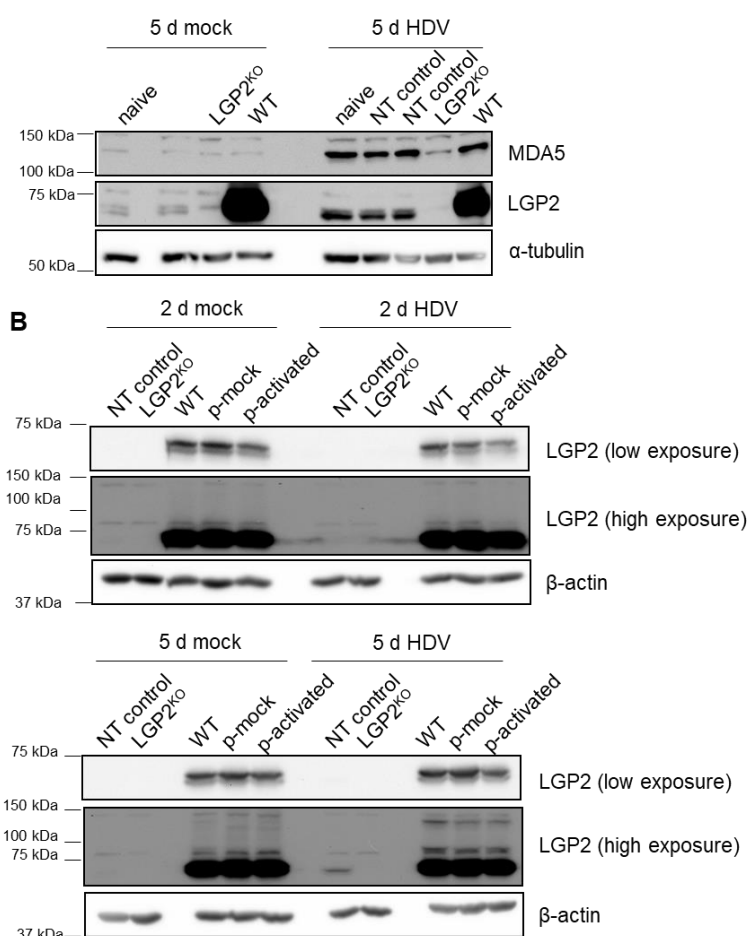 5 d mock 5 d HDV
naive LGP2KO WT naive NT control NT control LGP2KO WT
150 kDa
MDA5
100 kDa
75 kDa
LGP2
α-tubulin
50 kDa
B
2 d mock 2 d HDV
NT control LGP2KO WT p-mock p-activated NT control LGP2KO WT p-mock p-activated
75 kDa
LGP2 (low exposure)
150 kDa
100 kDa
LGP2 (high exposure)
75 kDa
β-actin
37 kDa
5 d mock 5 d HDV
NT control LGP2KO WT p-mock p-activated NT control LGP2KO WT p-mock p-activated
75 kDa
LGP2 (low exposure)
150 kDa
100 kDa
LGP2 (high exposure)
75 kDa
β-actin
37 kDa